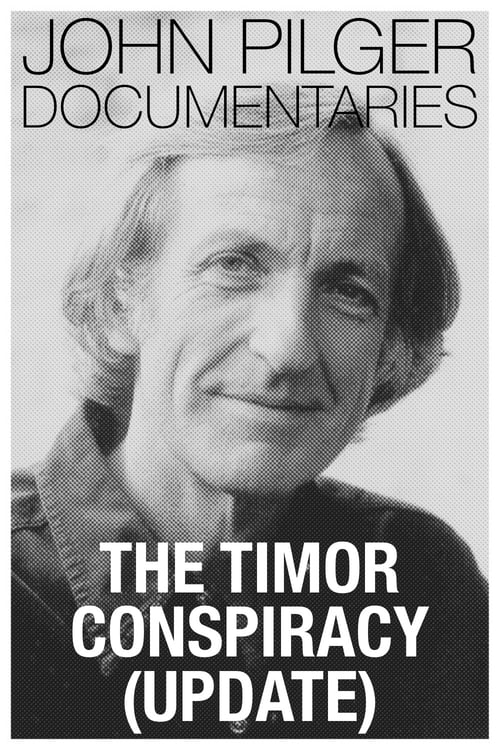 JOHN PILGER
DOCUMENTARIES
THE TIMOR
CONSPIRACY
(UPDATE)